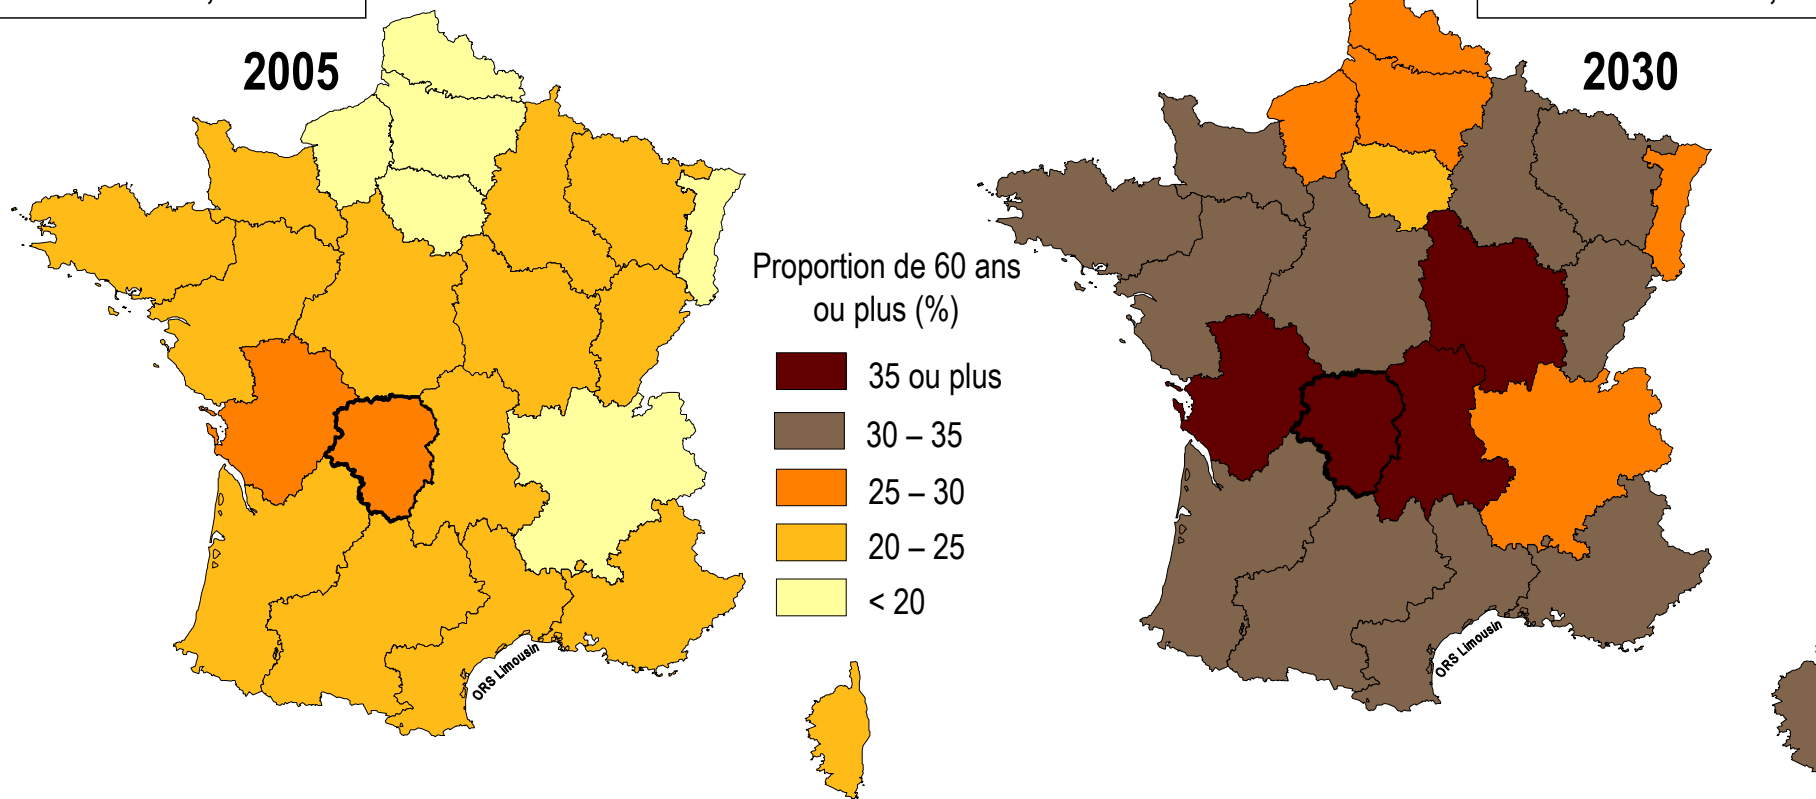 2005
2030
Proportion de 60 ans
ou plus (%)
35 ou plus
30 – 35
25 – 30
20 – 25
< 20
ORS Limousin
ORS Limousin